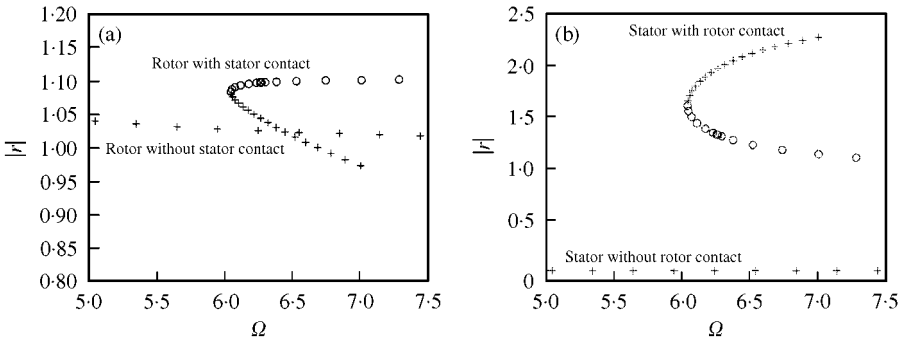 (a)
1·20
1·15
1·10
1·05
1·00
0·95
0·90
0·85
0·80
|r|
Rotor with stator contact
Rotor without stator contact
5·0
5·5
6·0
6·5
7·0
7·5
Ω
(b)
2·5
2·0
1·5
1·0
0·5
0
|r|
Stator with rotor contact
Stator without rotor contact
5·0
5·5
6·0
6·5
7·0
7·5
Ω